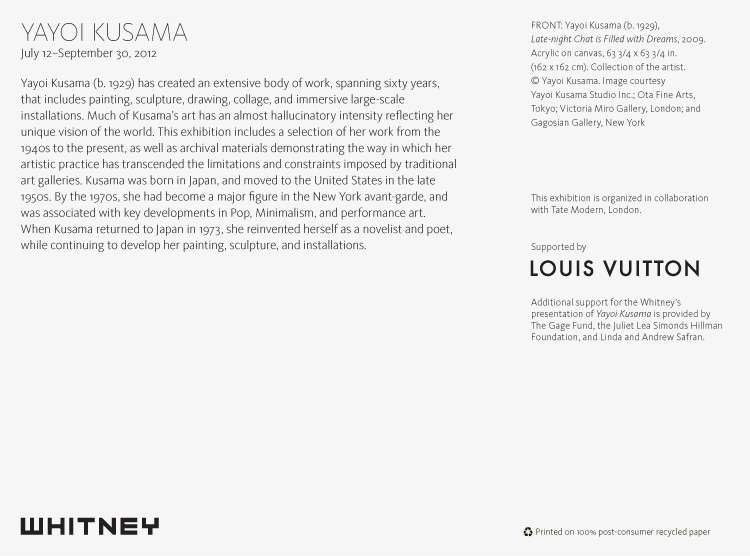 YAYOI KUSAMA
July 12–September 30, 2012
Yayoi Kusama (b. 1929) has created an extensive body of work, spanning sixty years,
that includes painting, sculpture, drawing, collage, and immersive large-scale
installations. Much of Kusama's art has an almost hallucinatory intensity reflecting her
unique vision of the world. This exhibition includes a selection of her work from the
1940s to the present, as well as archival materials demonstrating the way in which her
artistic practice has transcended the limitations and constraints imposed by traditional
art galleries. Kusama was born in Japan, and moved to the United States in the late
1950s. By the 1970s, she had become a major figure in the New York avant-garde, and
was associated with key developments in Pop, Minimalism, and performance art.
When Kusama returned to Japan in 1973, she reinvented herself as a novelist and poet,
while continuing to develop her painting, sculpture, and installations.
FRONT: Yayoi Kusama (b. 1929),
Late-night Chat is Filled with Dreams, 2009.
Acrylic on canvas, 63 3/4 x 63 3/4 in.
(162 x 162 cm). Collection of the artist.
© Yayoi Kusama. Image courtesy
Yayoi Kusama Studio Inc.; Ota Fine Arts,
Tokyo; Victoria Miro Gallery, London; and
Gagosian Gallery, New York
This exhibition is organized in collaboration
with Tate Modern, London.
Supported by
LOUIS VUITTON
Additional support for the Whitney's
presentation of Yayoi Kusama is provided by
The Gage Fund, the Juliet Lea Simonds Hillman
Foundation, and Linda and Andrew Safran.
WHITNEY
Printed on 100% post-consumer recycled paper